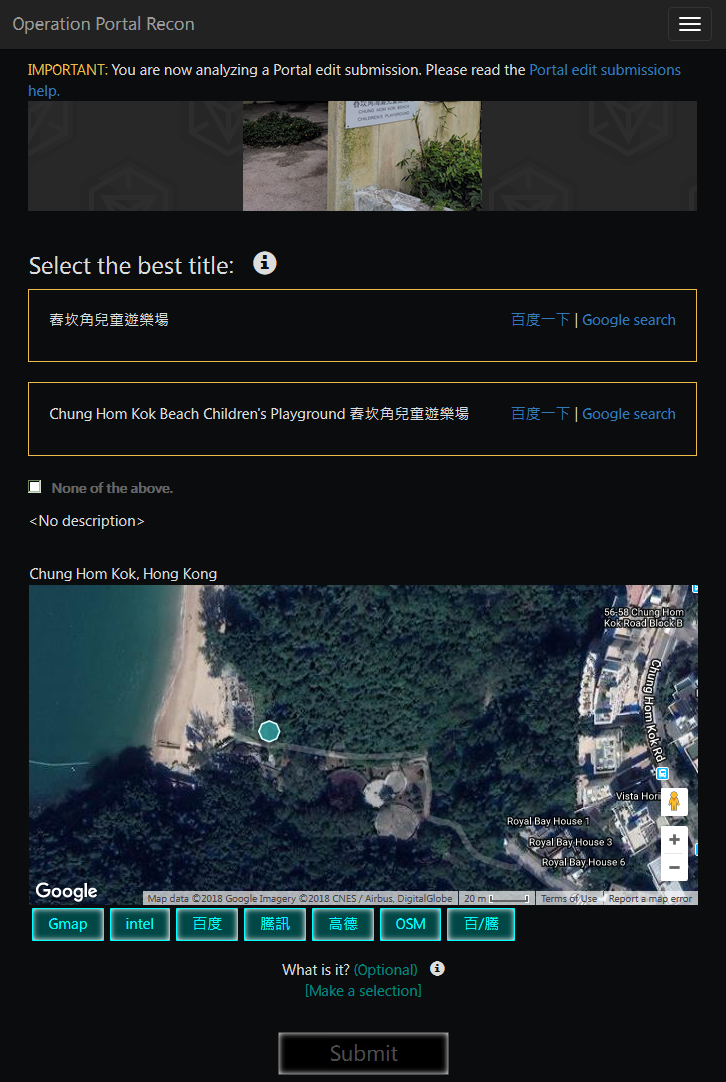 Operation Portal Recon
IMPORTANT: You are now analyzing a Portal edit submission. Please read the Portal edit submissions
help.
CHUNG HOM KOK BEACH
CHILDREN'S PLAYGROUND
Select the best title:
舂坎角兒童遊樂場
百度一下 | Google search
Chung Hom Kok Beach Children's Playground 舂坎角兒童遊樂場
百度一下 | Google search
None of the above.
<No description>
Chung Hom Kok, Hong Kong
56-58 Chung Hom
Kok Road Block B
Chung Hom Kok Rd
Vista Hori
Royal Bay House 1
Royal Bay House 3
Royal Bay House 6
Google
Map data ©2018 Google Imagery ©2018 CNES / Airbus, DigitalGlobe
20 m
Terms of Use
Report a map error
Gmap
intel
百度
騰訊
高德
OSM
百/騰
What is it? (Optional)
[Make a selection]
Submit